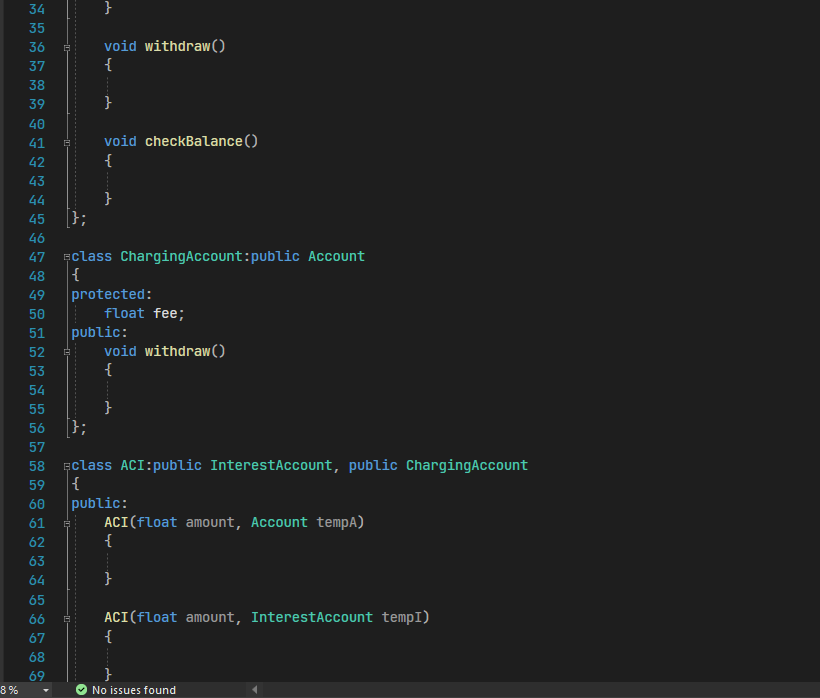 34 }
35
36 void withdraw()
37 {
38
39 }
40
41 void checkBalance()
42 {
43
44 }
45 };
46
47 class ChargingAccount:public Account
48 {
49 protected:
50 float fee;
51 public:
52 void withdraw()
53 {
54
55 }
56 };
57
58 class ACI:public InterestAccount, public ChargingAccount
59 {
60 public:
61 ACI(float amount, Account tempA)
62 {
63
64 }
65
66 ACI(float amount, InterestAccount tempI)
67 {
68
69 }
8 % No issues found